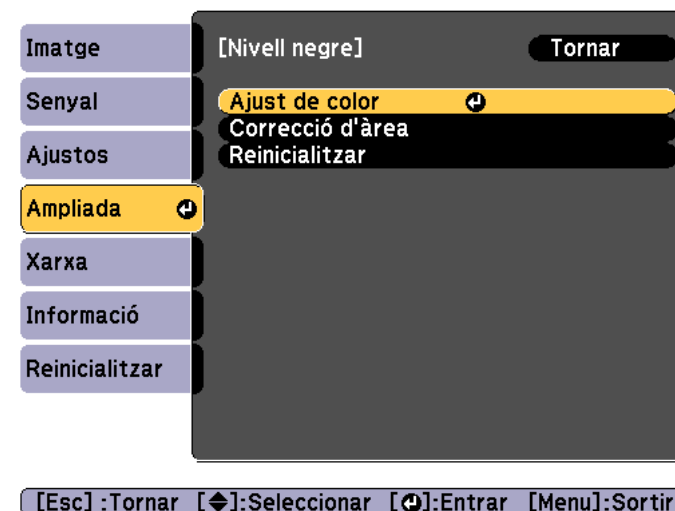 Imatge
Senyal
Ajustos
Ampliada
Xarxa
Informació
Reinicialitzar
[Nivell negre] Tornar
Ajust de color
Correcció d'àrea
Reinicialitzar
[Esc] :Tornar [◆]:Seleccionar [⏎]:Entrar [Menu]:Sortir